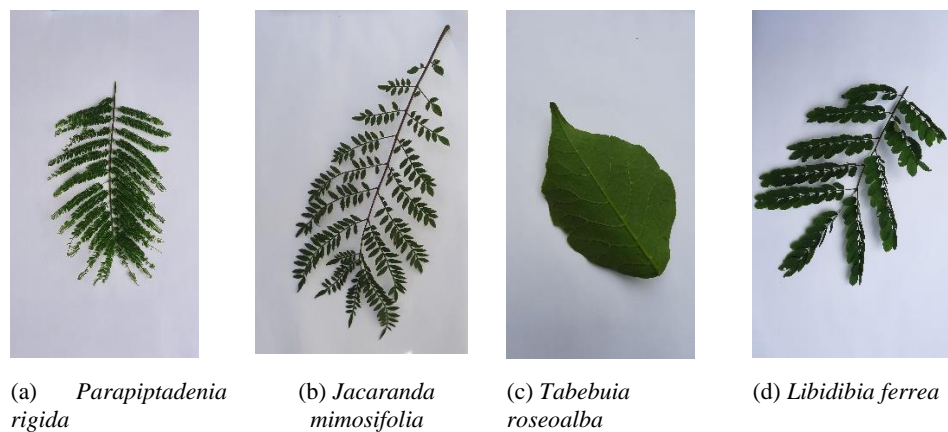 (a) Parapiptadenia
rigida
(b) Jacaranda
mimosifolia
(c) Tabebuia
roseoalba
(d) Libidibia ferrea